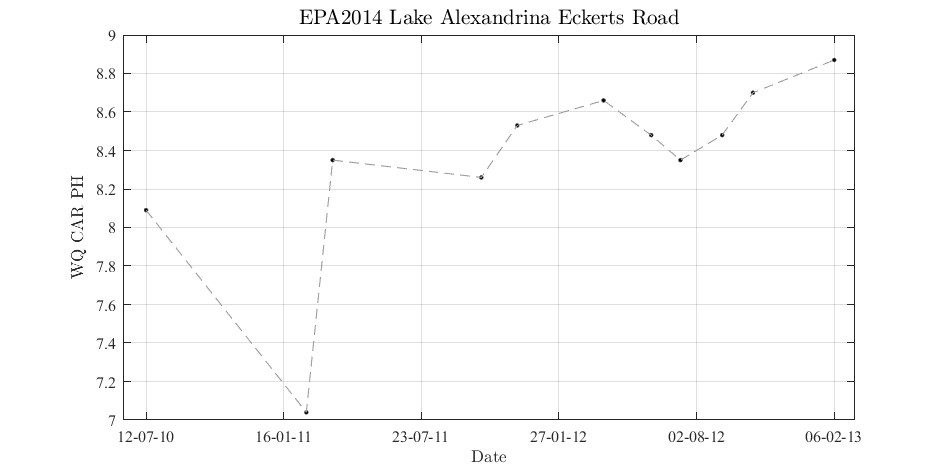 EPA2014 Lake Alexandrina Eckerts Road
9
8.8
8.6
8.4
8.2
8
7.8
7.6
7.4
7.2
7
WQ CAR PH
12-07-10 16-01-11 23-07-11 27-01-12 02-08-12 06-02-13
Date